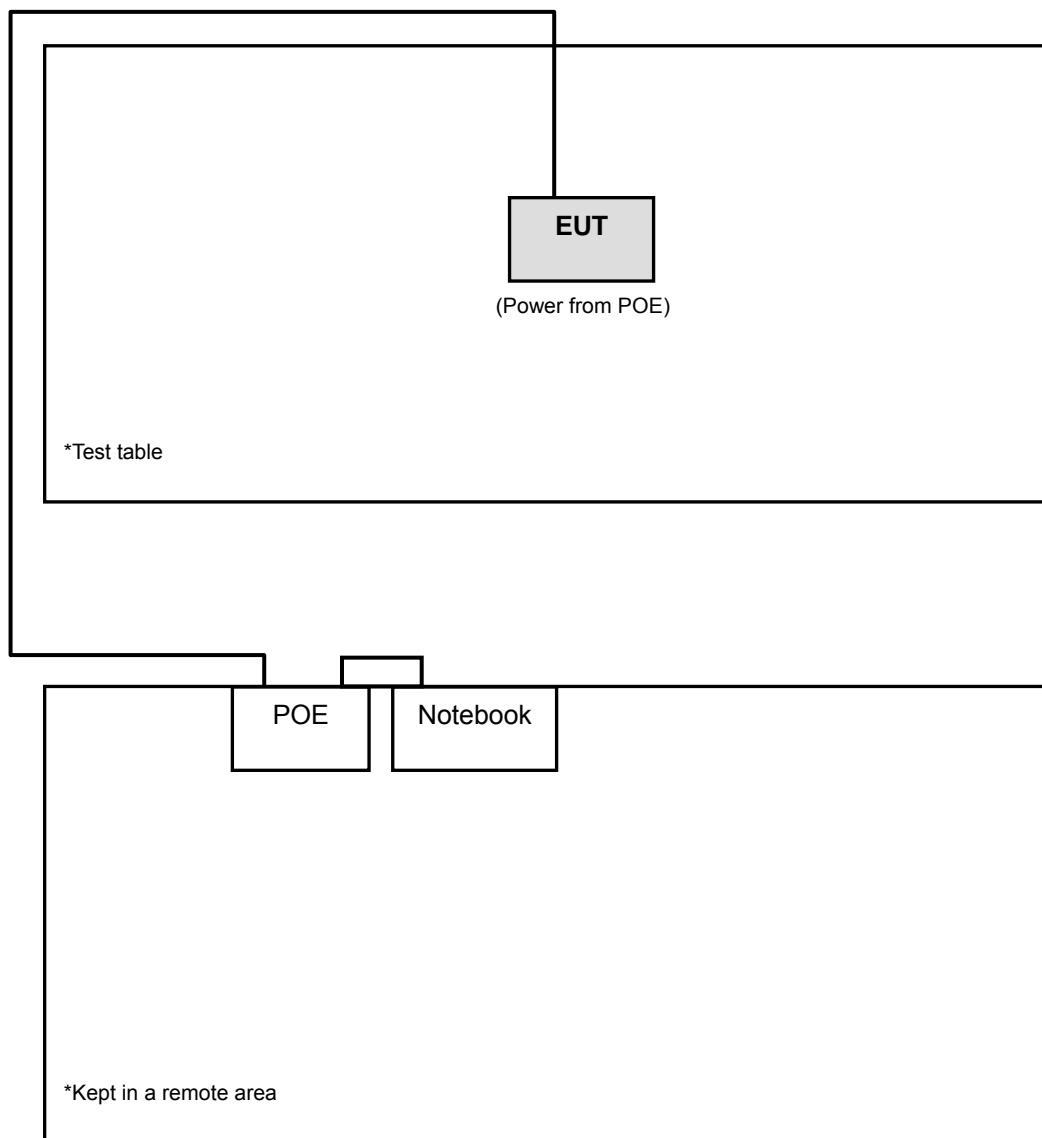 EUT
(Power from POE)
*Test table
POE
Notebook
*Kept in a remote area